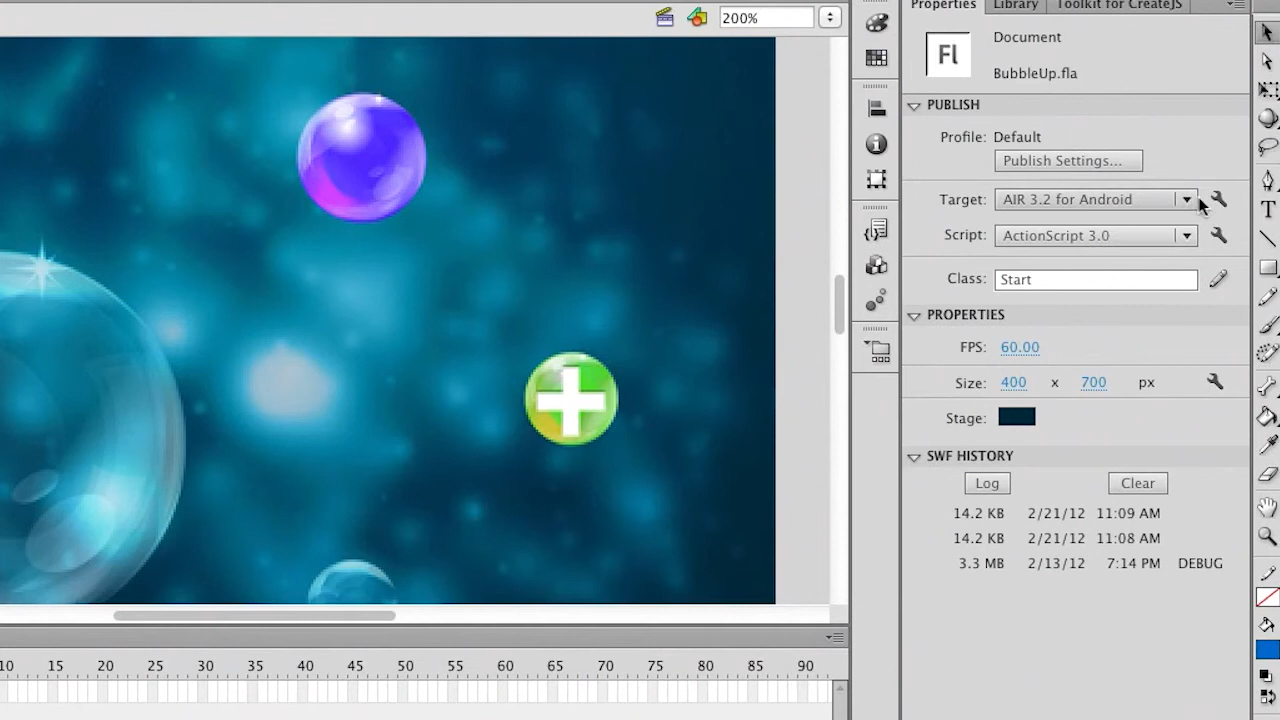 200%
Properties Library Toolkit for CreateJS
Fl
Document
BubbleUp.fla
PUBLISH
Profile: Default
Publish Settings...
Target: AIR 3.2 for Android
Script: ActionScript 3.0
Class: Start
PROPERTIES
FPS: 60.00
Size: 400 x 700 px
Stage:
SWF HISTORY
Log Clear
14.2 KB 2/21/12 11:09 AM
14.2 KB 2/21/12 11:08 AM
3.3 MB 2/13/12 7:14 PM DEBUG
10 15 20 25 30 35 40 45 50 55 60 65 70 75 80 85 90